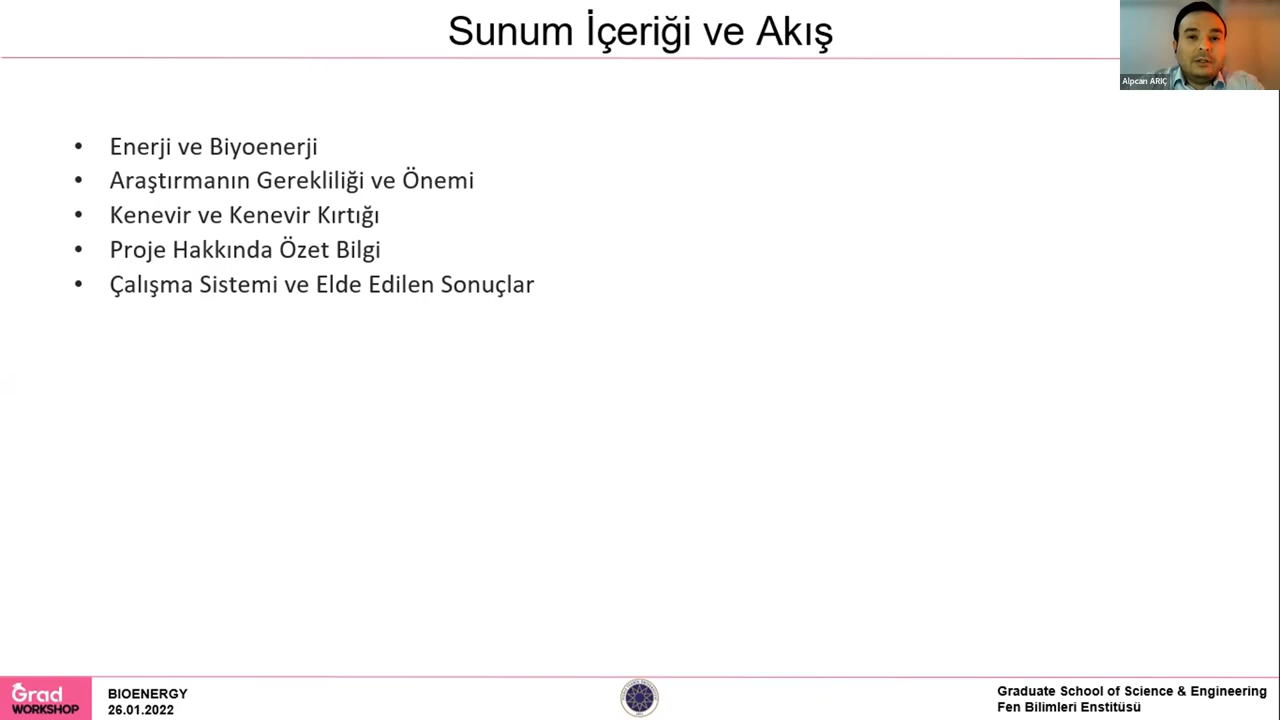 Sunum İçeriği ve Akış
Alpcan ARIÇ
• Enerji ve Biyoenerji
• Araştırmanın Gerekliliği ve Önemi
• Kenevir ve Kenevir Kırtığı
• Proje Hakkında Özet Bilgi
• Çalışma Sistemi ve Elde Edilen Sonuçlar
Grad
WORKSHOP
BIOENERGY
26.01.2022
Graduate School of Science & Engineering
Fen Bilimleri Enstitüsü